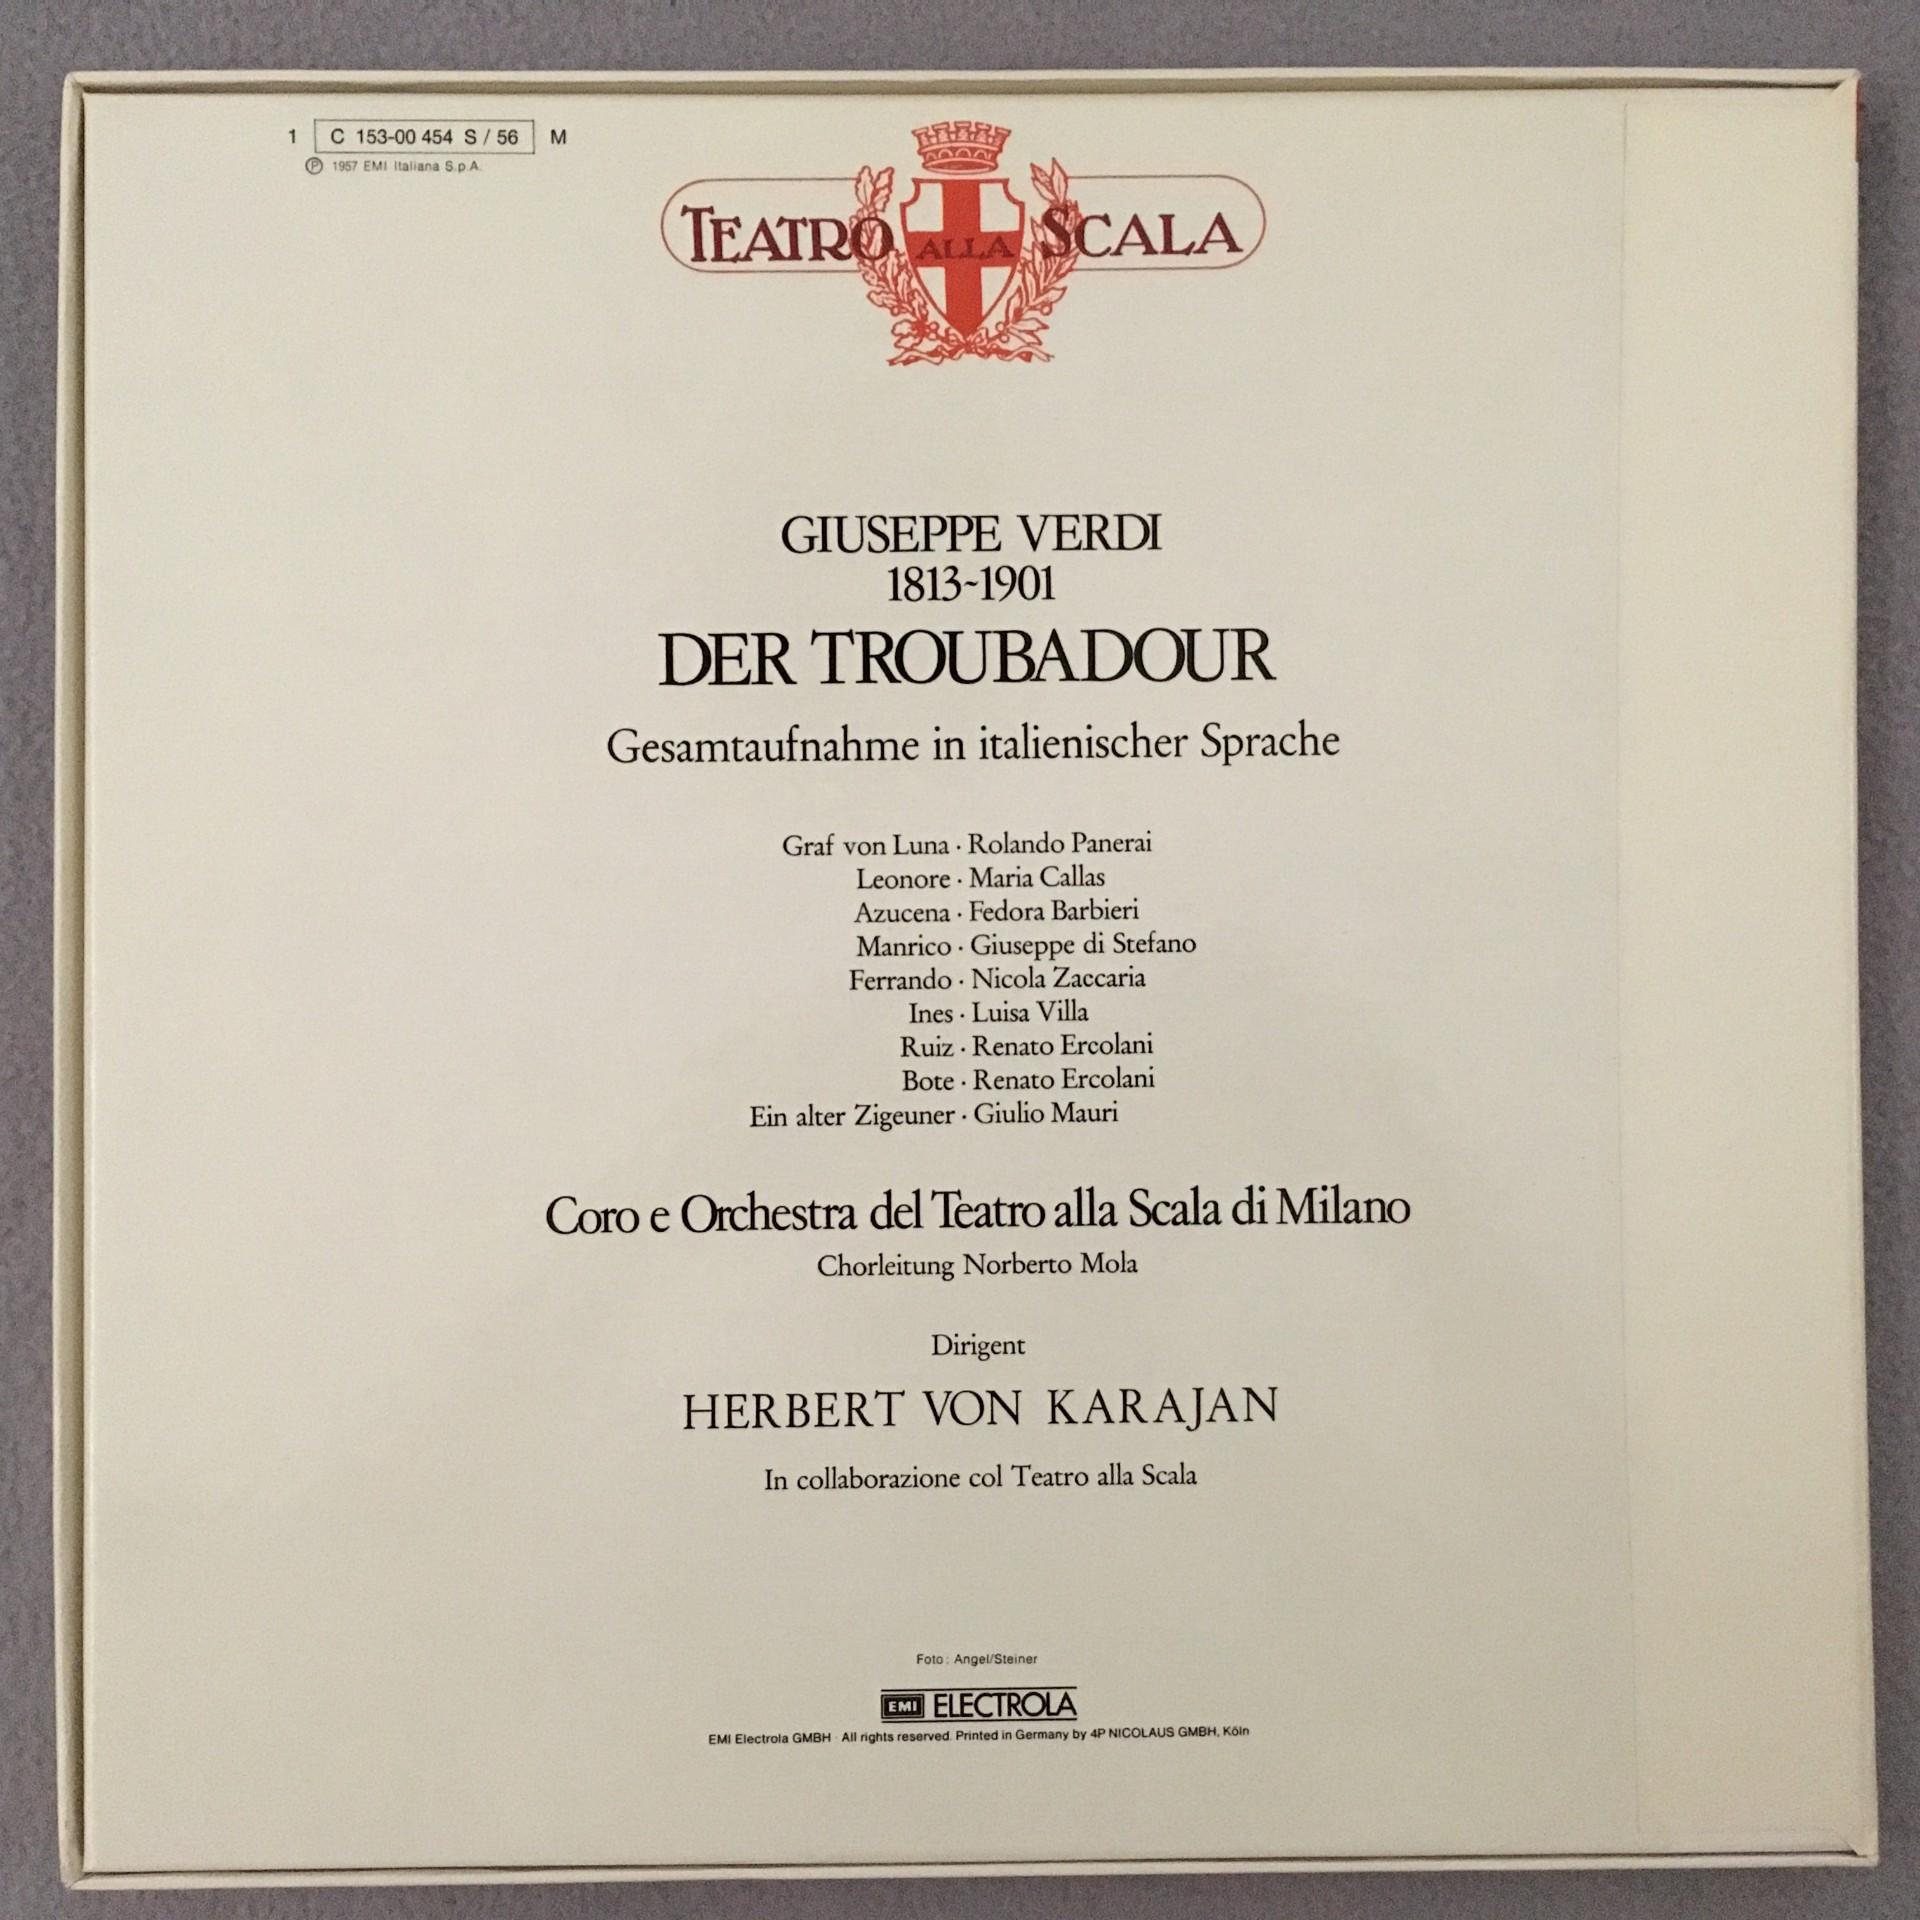 1 C 153-00 454 S / 56 M
℗ 1957 EMI Italiana S.p.A.
TEATRO ALLA SCALA
GIUSEPPE VERDI
1813~1901
DER TROUBADOUR
Gesamtaufnahme in italienischer Sprache
Graf von Luna · Rolando Panerai
Leonore · Maria Callas
Azucena · Fedora Barbieri
Manrico · Giuseppe di Stefano
Ferrando · Nicola Zaccaria
Ines · Luisa Villa
Ruiz · Renato Ercolani
Bote · Renato Ercolani
Ein alter Zigeuner · Giulio Mauri
Coro e Orchestra del Teatro alla Scala di Milano
Chorleitung Norberto Mola
Dirigent
HERBERT VON KARAJAN
In collaborazione col Teatro alla Scala
Foto: Angel/Steiner
EMI ELECTROLA
EMI Electrola GMBH · All rights reserved. Printed in Germany by 4P NICOLAUS GMBH, Köln